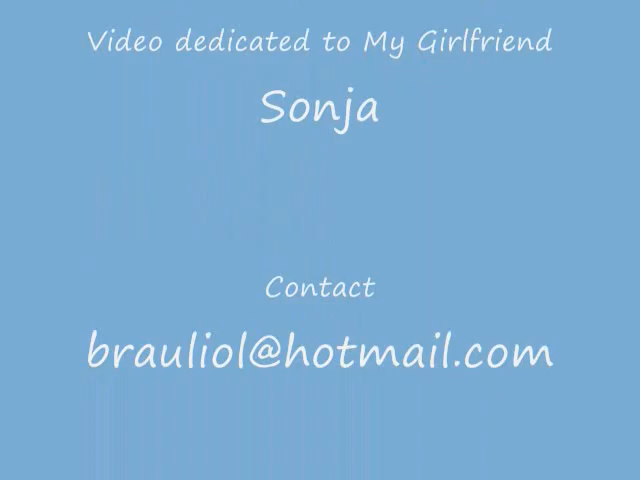 Video dedicated to My Girlfriend
Sonja
Contact
brauliol@hotmail.com